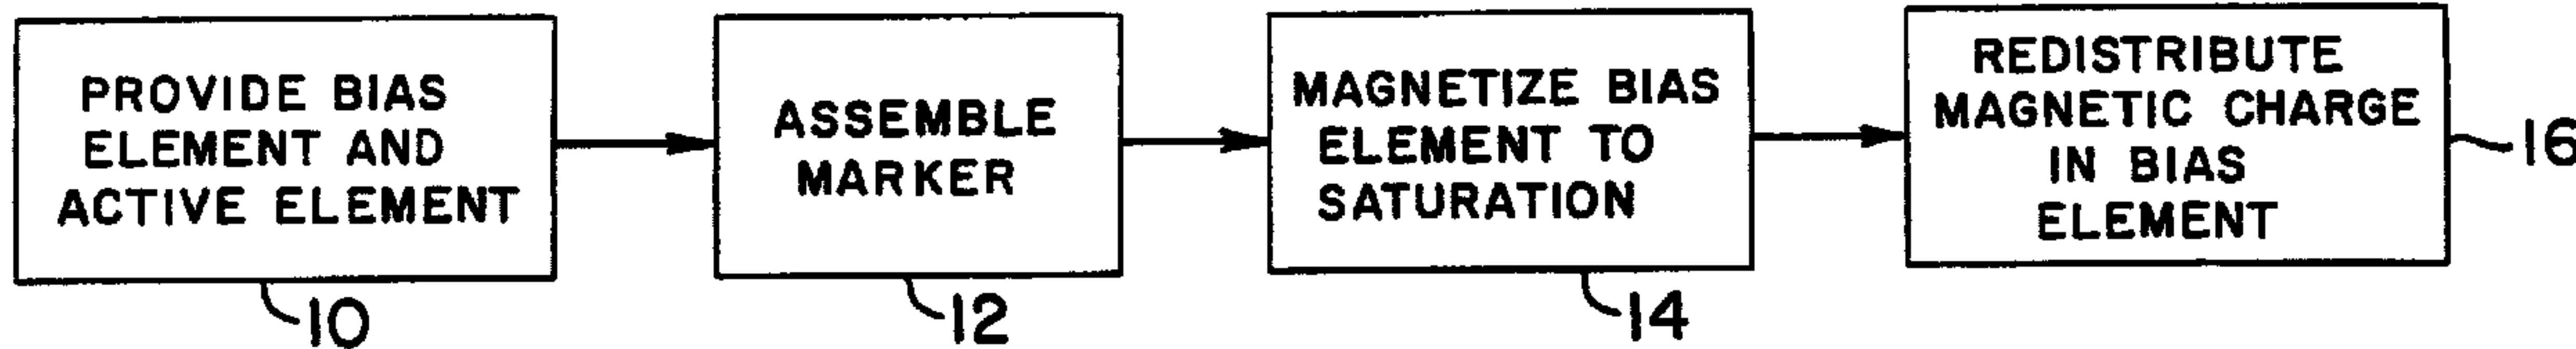 PROVIDE BIAS
ELEMENT AND
ACTIVE ELEMENT
10
ASSEMBLE
MARKER
12
MAGNETIZE BIAS
ELEMENT TO
SATURATION
14
REDISTRIBUTE
MAGNETIC CHARGE
IN BIAS
ELEMENT
16